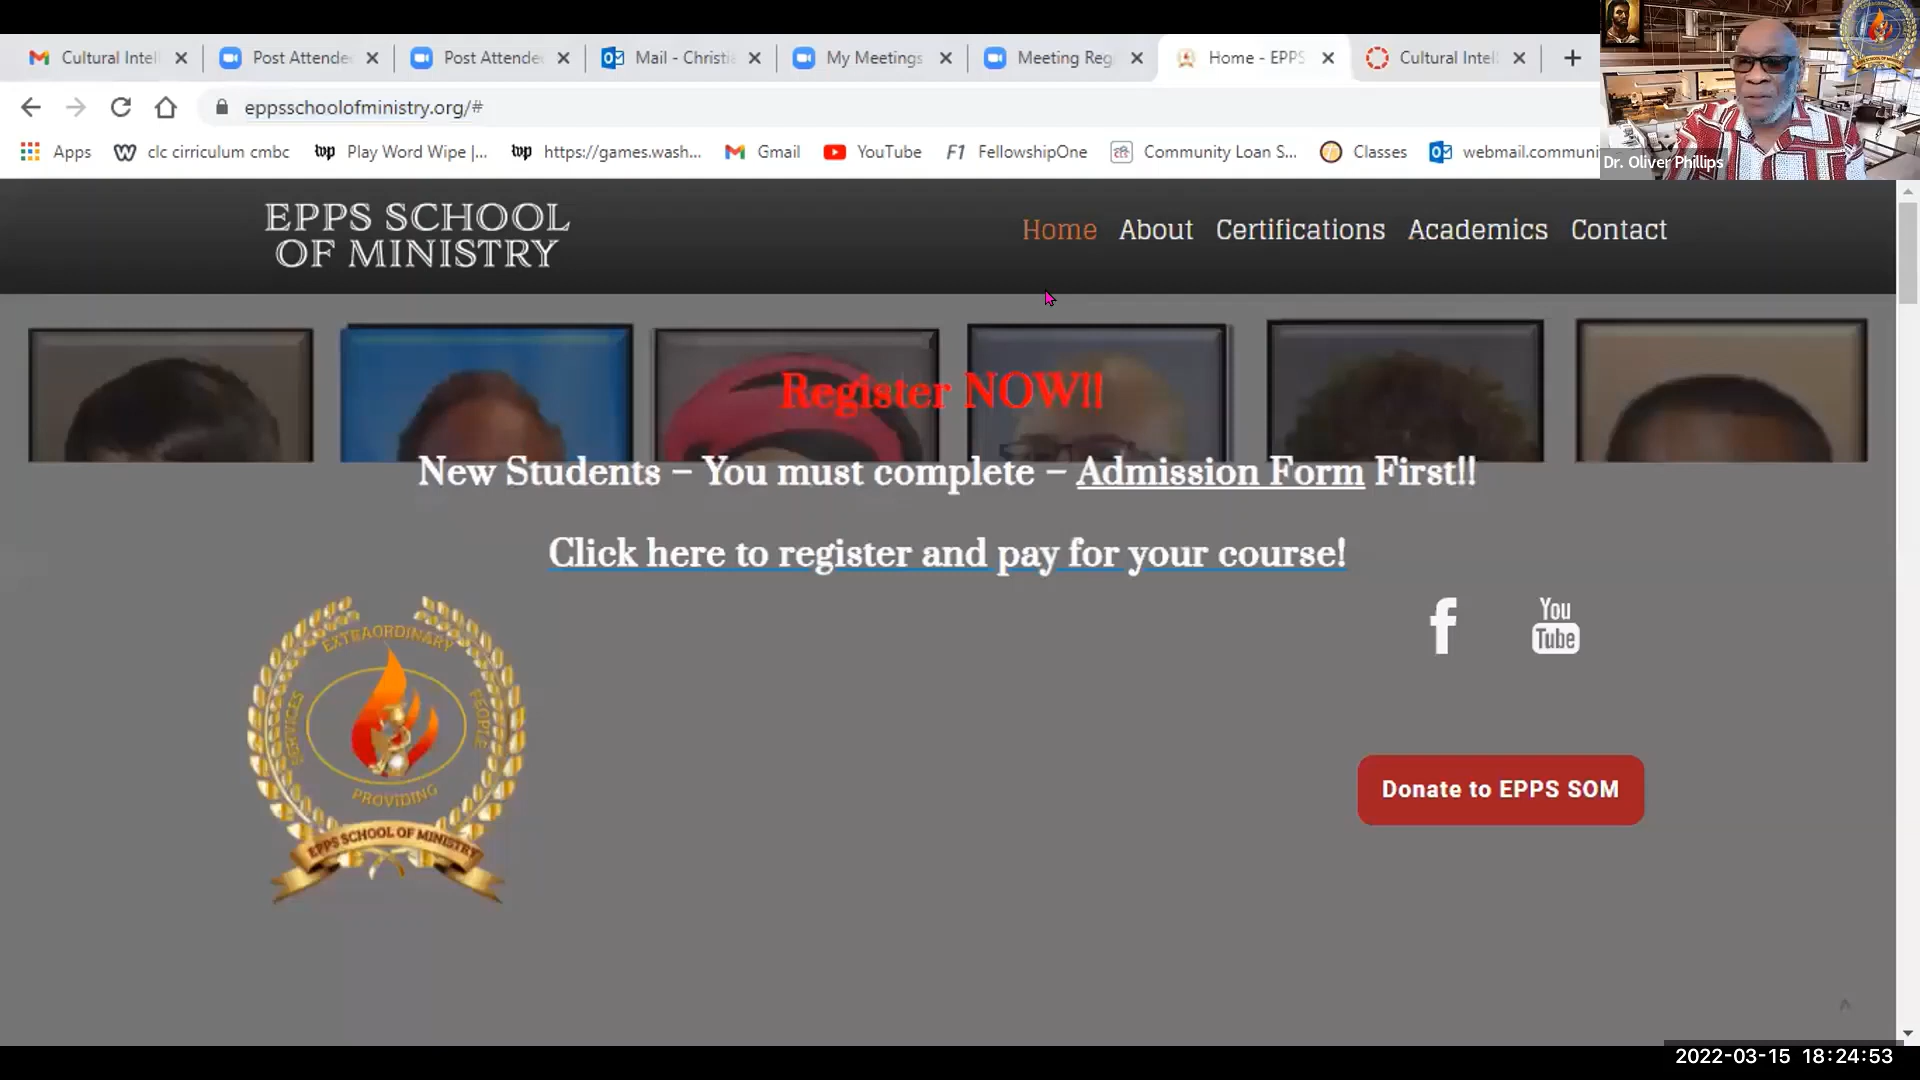 Cultural Intel
Post Attende
Post Attende
Mail - Christi
My Meetings
Meeting Reg
Home - EPPS
Cultural Intel
eppsschoolofministry.org/#
Apps
clc cirriculum cmbc
Play Word Wipe |...
https://games.wash...
Gmail
YouTube
FellowshipOne
Community Loan S...
Classes
webmail.communi
Dr. Oliver Phillips
EPPS SCHOOL
OF MINISTRY
Home About Certifications Academics Contact
Register NOW!!
New Students – You must complete – Admission Form First!!
Click here to register and pay for your course!
EXTRAORDINARY
SERVICES
PEOPLE
PROVIDING
EPPS SCHOOL OF MINISTRY
You
Tube
Donate to EPPS SOM
2022-03-15 18:24:53